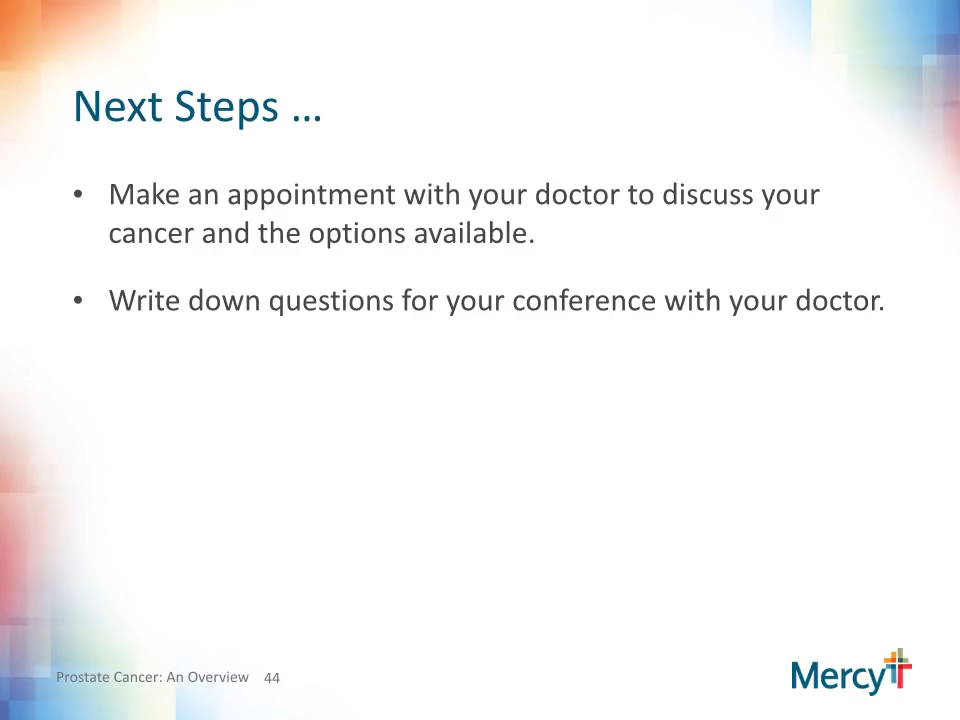 Next Steps …
• Make an appointment with your doctor to discuss your
cancer and the options available.
• Write down questions for your conference with your doctor.
Prostate Cancer: An Overview 44
Mercy